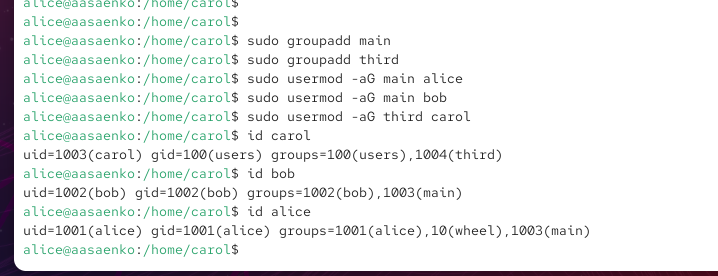 alice@aasaenko:/home/carol$
alice@aasaenko:/home/carol$
alice@aasaenko:/home/carol$ sudo groupadd main
alice@aasaenko:/home/carol$ sudo groupadd third
alice@aasaenko:/home/carol$ sudo usermod -aG main alice
alice@aasaenko:/home/carol$ sudo usermod -aG main bob
alice@aasaenko:/home/carol$ sudo usermod -aG third carol
alice@aasaenko:/home/carol$ id carol
uid=1003(carol) gid=100(users) groups=100(users),1004(third)
alice@aasaenko:/home/carol$ id bob
uid=1002(bob) gid=1002(bob) groups=1002(bob),1003(main)
alice@aasaenko:/home/carol$ id alice
uid=1001(alice) gid=1001(alice) groups=1001(alice),10(wheel),1003(main)
alice@aasaenko:/home/carol$